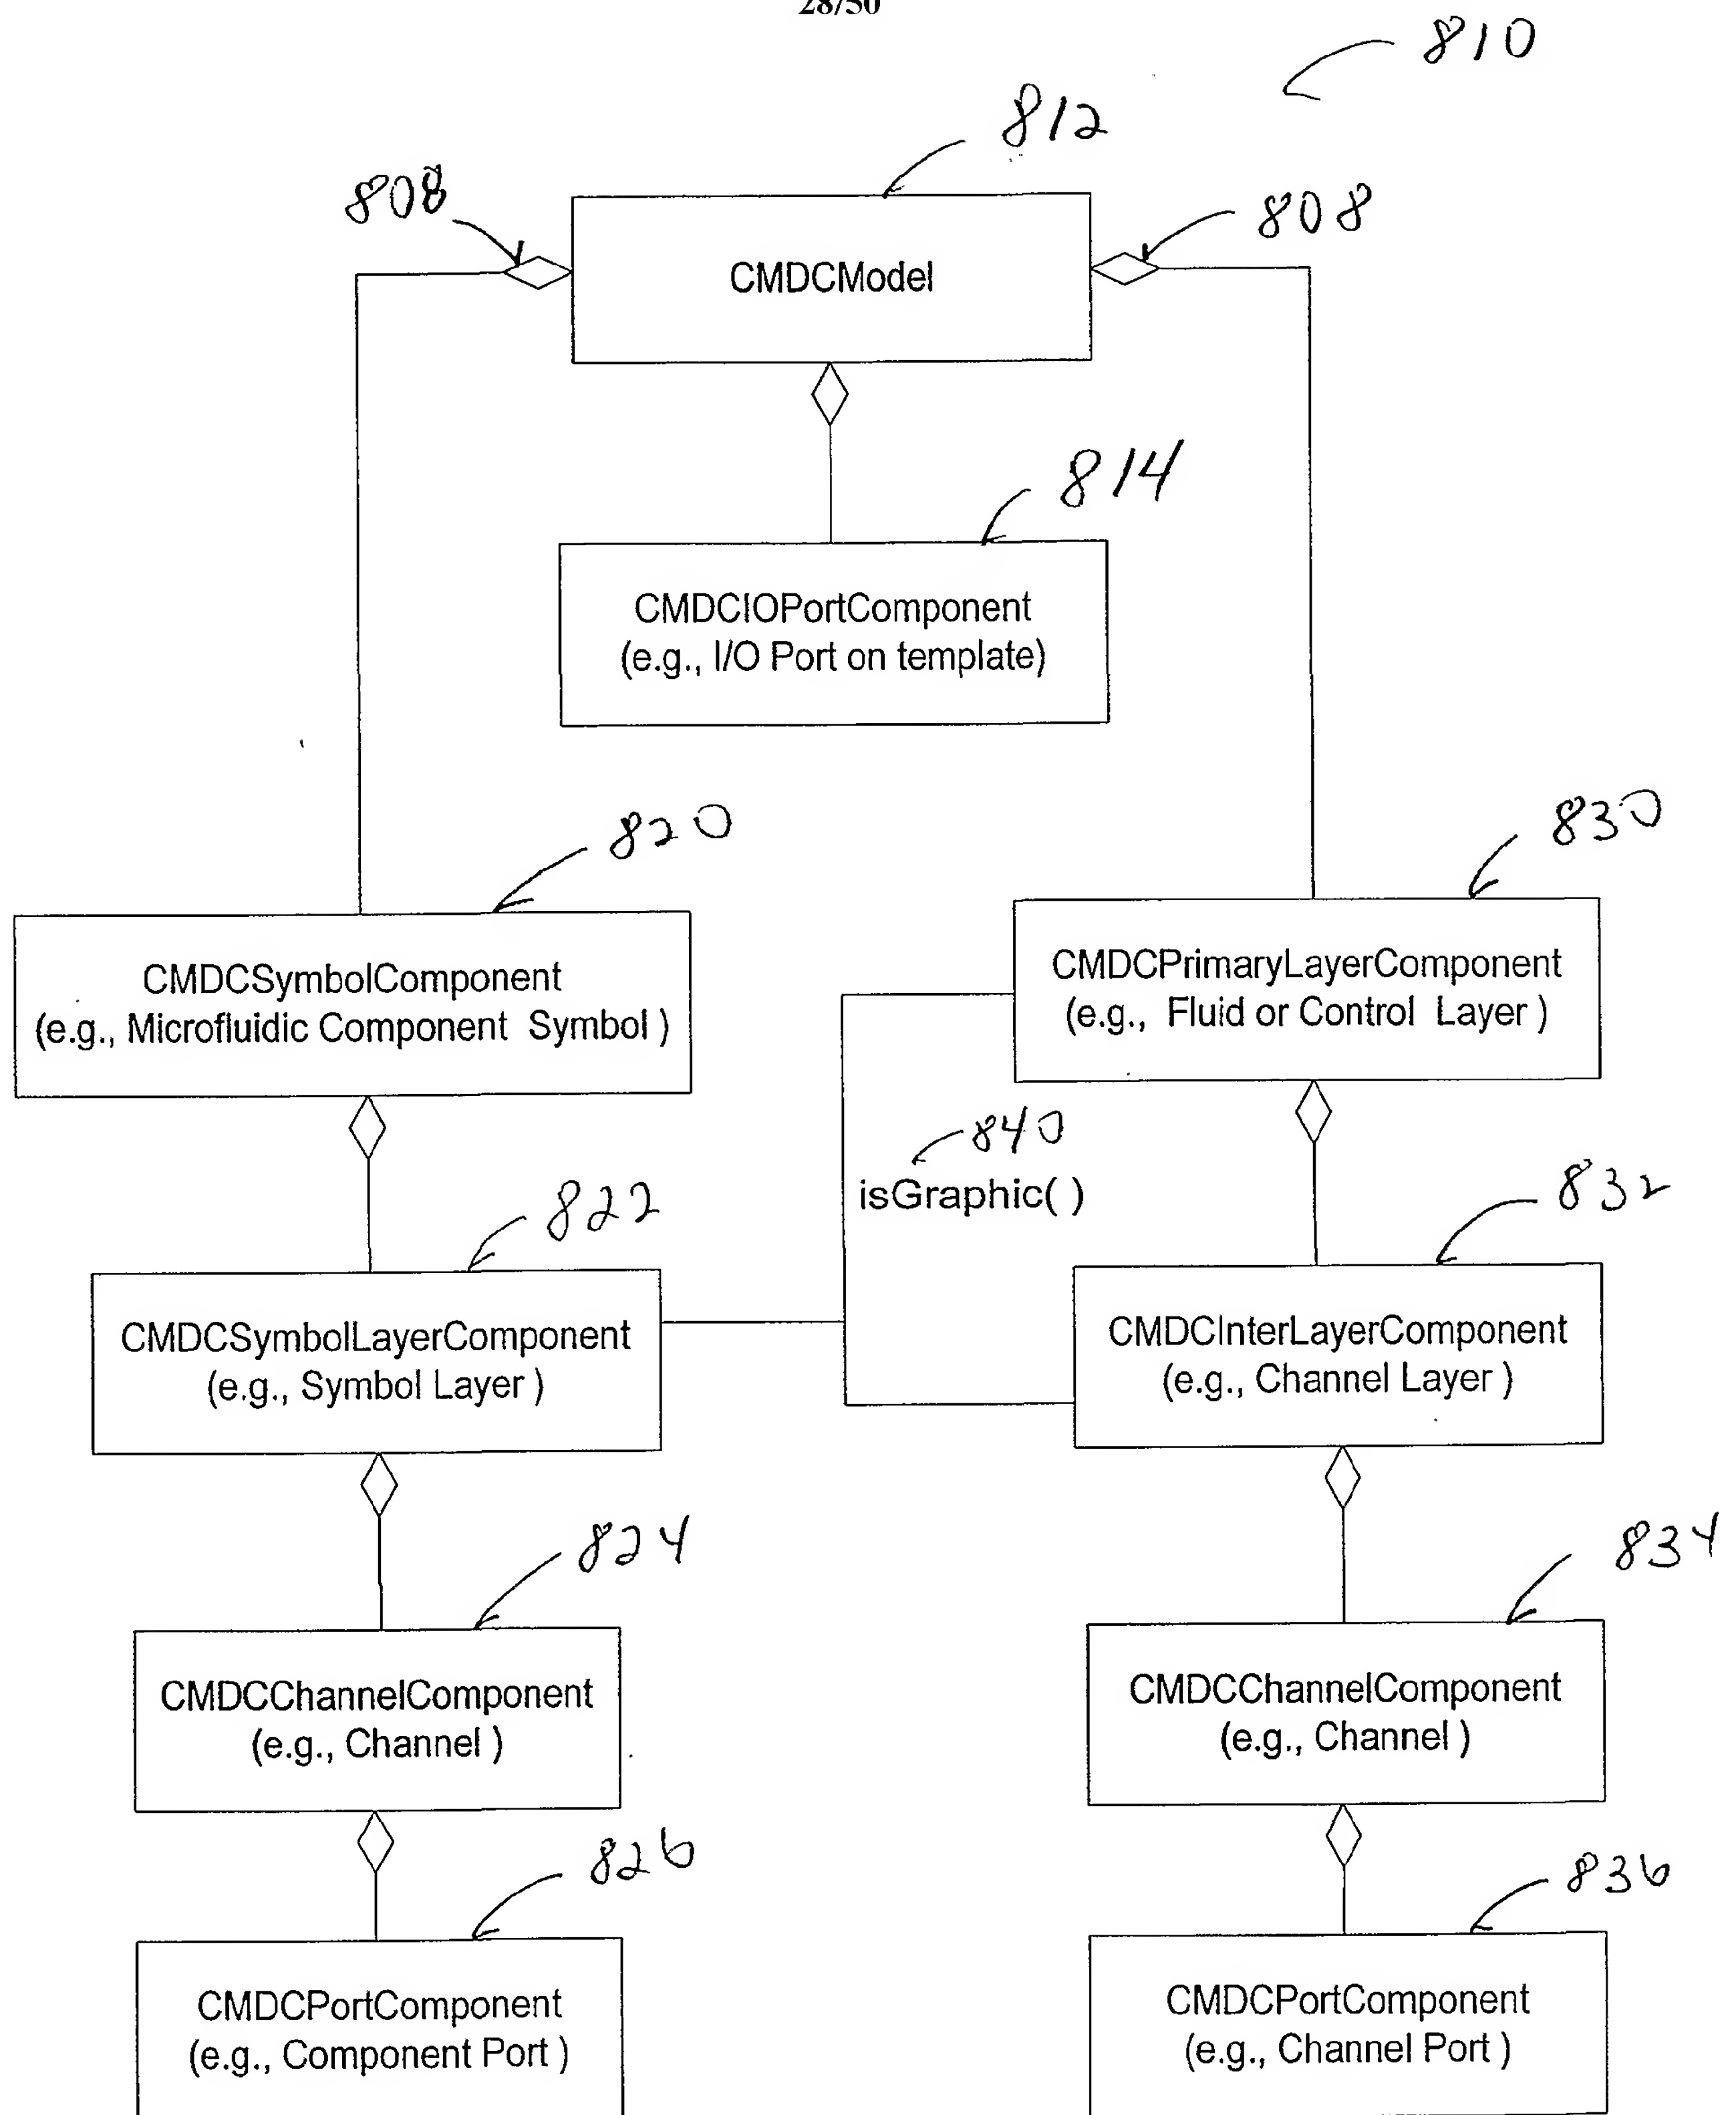 28/50
810
812
808
808
CMDCModel
814
CMDCIOPortComponent
(e.g., I/O Port on template)
820
830
CMDCSymbolComponent
(e.g., Microfluidic Component Symbol )
CMDCPrimaryLayerComponent
(e.g., Fluid or Control Layer )
840
isGraphic( )
822
832
CMDCSymbolLayerComponent
(e.g., Symbol Layer )
CMDCInterLayerComponent
(e.g., Channel Layer )
824
834
CMDCChannelComponent
(e.g., Channel )
CMDCChannelComponent
(e.g., Channel )
826
836
CMDCPortComponent
(e.g., Component Port )
CMDCPortComponent
(e.g., Channel Port )